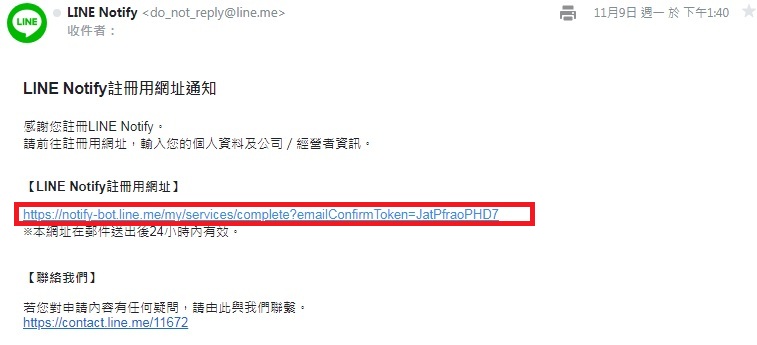 LINE
LINE Notify <do_not_reply@line.me>
11月9日 週一 於 下午1:40
收件者：
LINE Notify註冊用網址通知
感謝您註冊LINE Notify。
請前往註冊用網址，輸入您的個人資料及公司／經營者資訊。
【LINE Notify註冊用網址】
https://notify-bot.line.me/my/services/complete?emailConfirmToken=JatPfraoPHD7
※本網址在郵件送出後24小時內有效。
【聯絡我們】
若您對申請內容有任何疑問，請由此與我們聯繫。
https://contact.line.me/11672